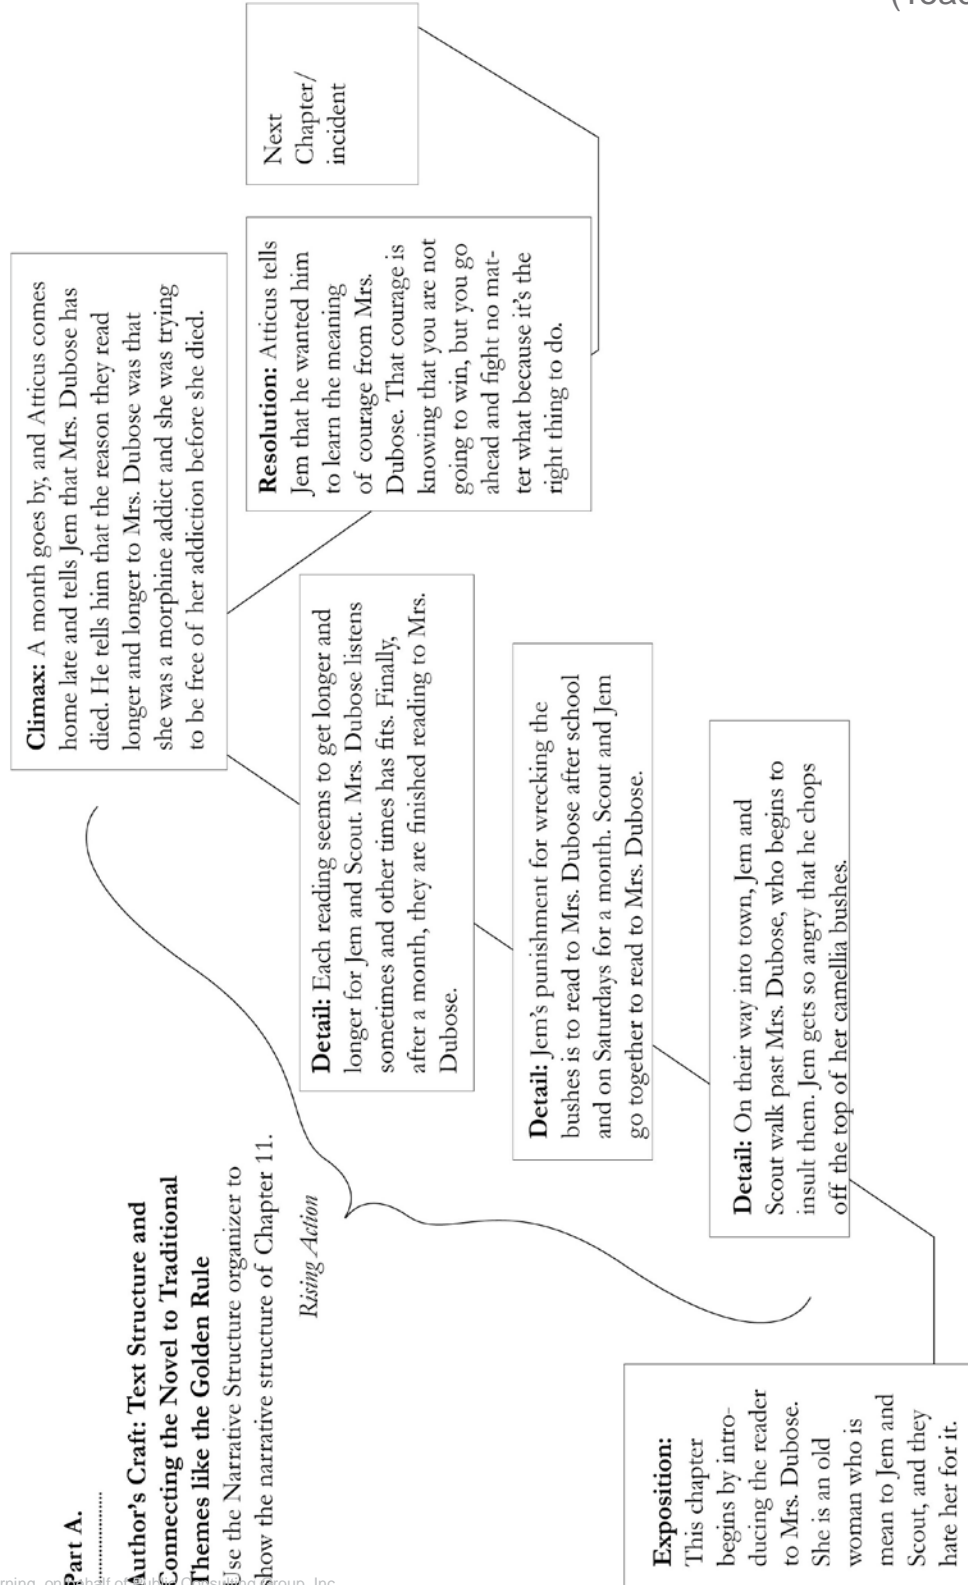 Part A.
Author's Craft: Text Structure and
Connecting the Novel to Traditional
Themes like the Golden Rule
Use the Narrative Structure organizer to
show the narrative structure of Chapter 11.
Rising Action
Exposition:
This chapter
begins by intro-
ducing the reader
to Mrs. Dubose.
She is an old
woman who is
mean to Jem and
Scout, and they
hate her for it.
Detail: On their way into town, Jem and
Scout walk past Mrs. Dubose, who begins to
insult them. Jem gets so angry that he chops
off the top of her camellia bushes.
Detail: Jem's punishment for wrecking the
bushes is to read to Mrs. Dubose after school
and on Saturdays for a month. Scout and Jem
go together to read to Mrs. Dubose.
Detail: Each reading seems to get longer and
longer for Jem and Scout. Mrs. Dubose listens
sometimes and other times has fits. Finally,
after a month, they are finished reading to Mrs.
Dubose.
Climax: A month goes by, and Atticus comes
home late and tells Jem that Mrs. Dubose has
died. He tells him that the reason they read
longer and longer to Mrs. Dubose was that
she was a morphine addict and she was trying
to be free of her addiction before she died.
Resolution: Atticus tells
Jem that he wanted him
to learn the meaning
of courage from Mrs.
Dubose. That courage is
knowing that you are not
going to win, but you go
ahead and fight no mat-
ter what because it's the
right thing to do.
Next
Chapter/
incident
on behalf of Public Consulting Group, Inc